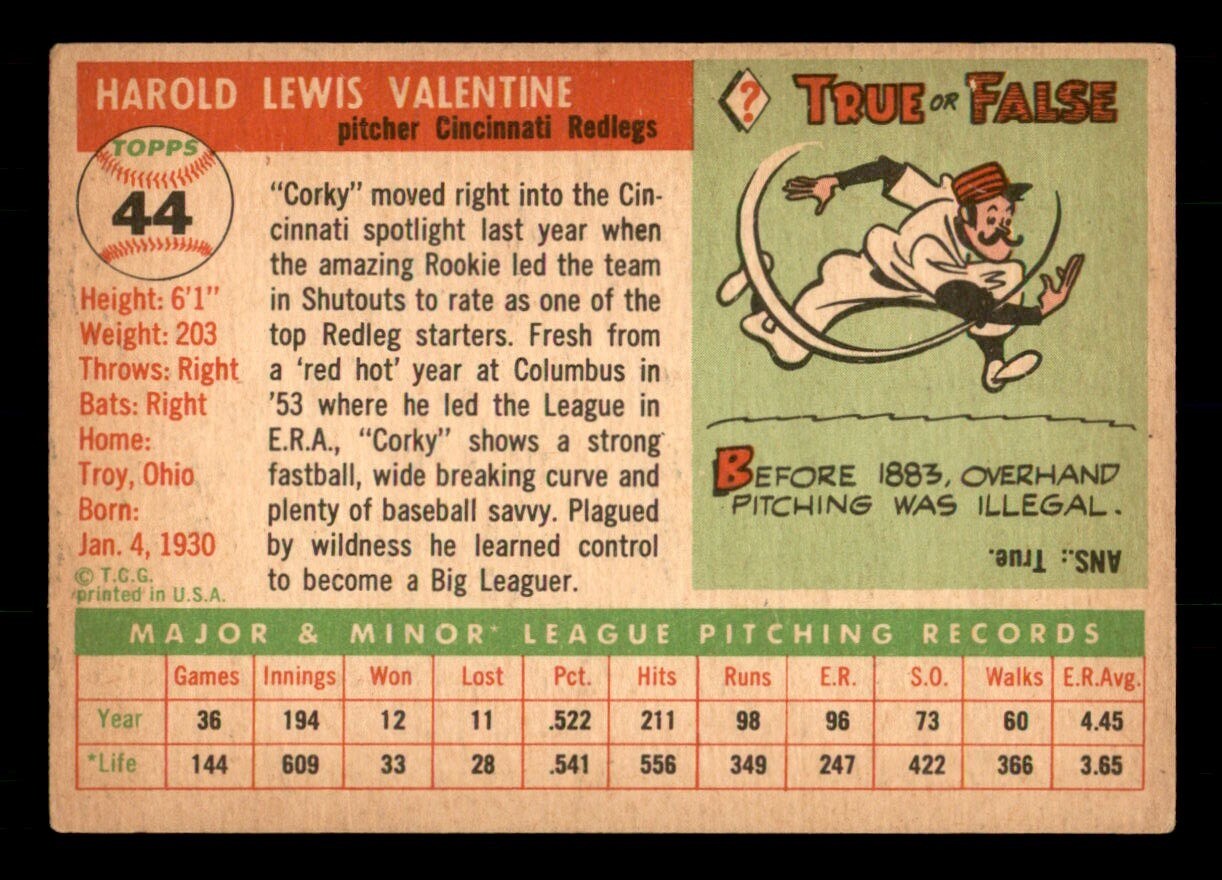 HAROLD LEWIS VALENTINE
pitcher Cincinnati Redlegs
TOPPS
44
Height: 6'1"
Weight: 203
Throws: Right
Bats: Right
Home:
Troy, Ohio
Born:
Jan. 4, 1930
© T.C.G.
printed in U.S.A.
"Corky" moved right into the Cin-
cinnati spotlight last year when
the amazing Rookie led the team
in Shutouts to rate as one of the
top Redleg starters. Fresh from
a 'red hot' year at Columbus in
'53 where he led the League in
E.R.A., "Corky" shows a strong
fastball, wide breaking curve and
plenty of baseball savvy. Plagued
by wildness he learned control
to become a Big Leaguer.
? TRUE OR FALSE
BEFORE 1883, OVERHAND
PITCHING WAS ILLEGAL.
ANS.: True.
MAJOR & MINOR* LEAGUE PITCHING RECORDS
Games Innings Won Lost Pct. Hits Runs E.R. S.O. Walks E.R.Avg.
Year 36 194 12 11 .522 211 98 96 73 60 4.45
*Life 144 609 33 28 .541 556 349 247 422 366 3.65